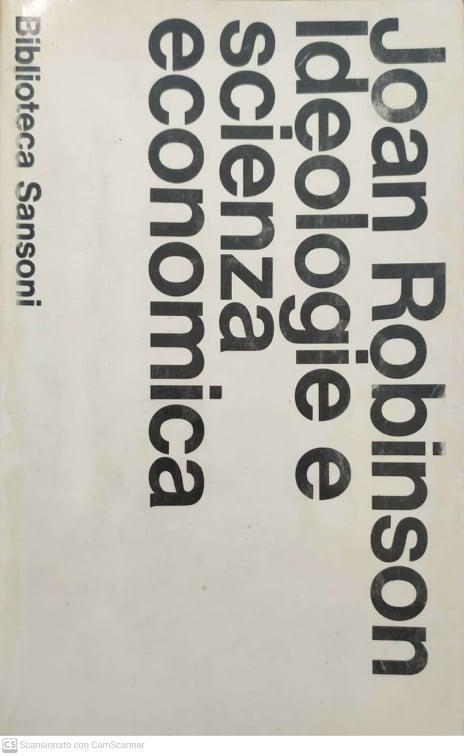 Joan Robinson
Ideologie e
scienza
economica
Biblioteca Sansoni
CS Scansionato con CamScanner